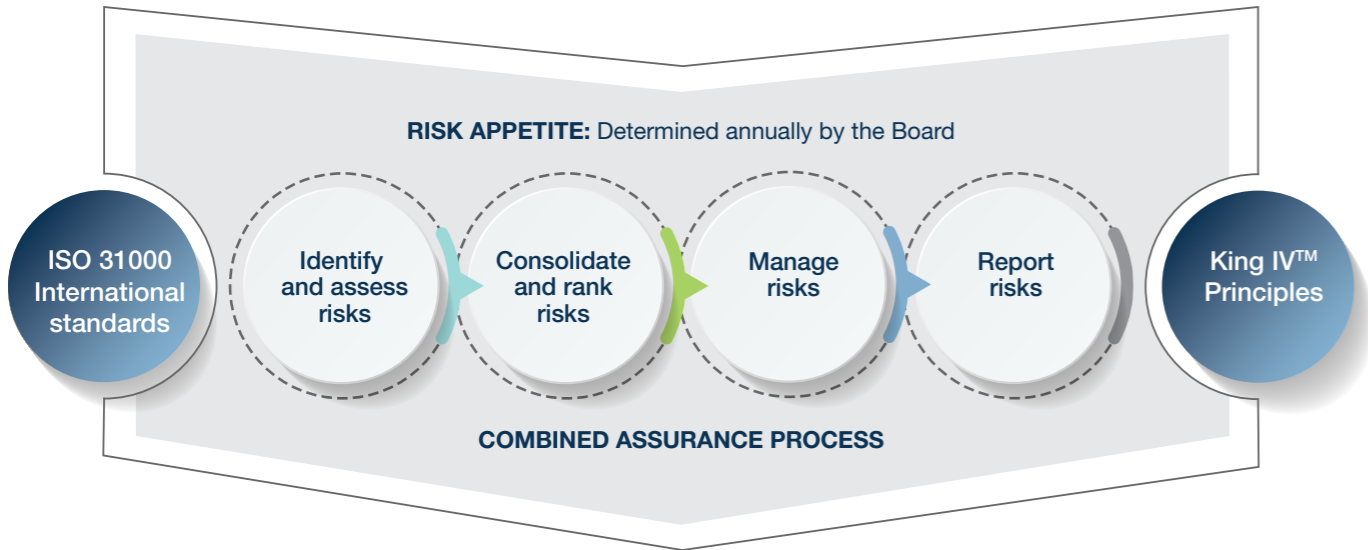 RISK APPETITE: Determined annually by the Board
ISO 31000
International
standards
Identify
and assess
risks
Consolidate
and rank
risks
Manage
risks
Report
risks
King IV™
Principles
COMBINED ASSURANCE PROCESS